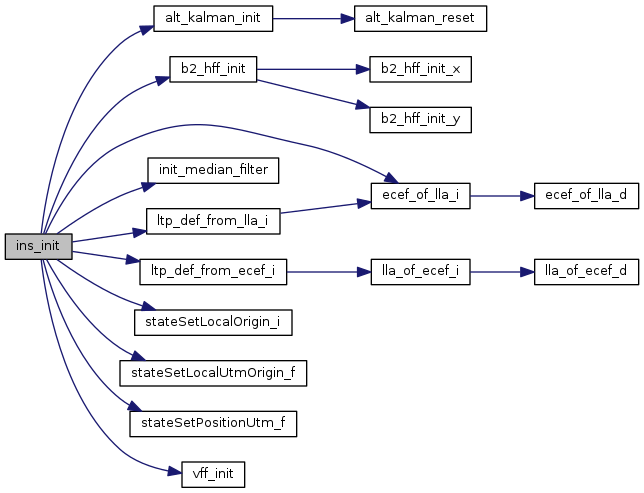 alt_kalman_init
alt_kalman_reset
b2_hff_init
b2_hff_init_x
b2_hff_init_y
init_median_filter
ecef_of_lla_i
ecef_of_lla_d
ltp_def_from_lla_i
ins_init
ltp_def_from_ecef_i
lla_of_ecef_i
lla_of_ecef_d
stateSetLocalOrigin_i
stateSetLocalUtmOrigin_f
stateSetPositionUtm_f
vff_init